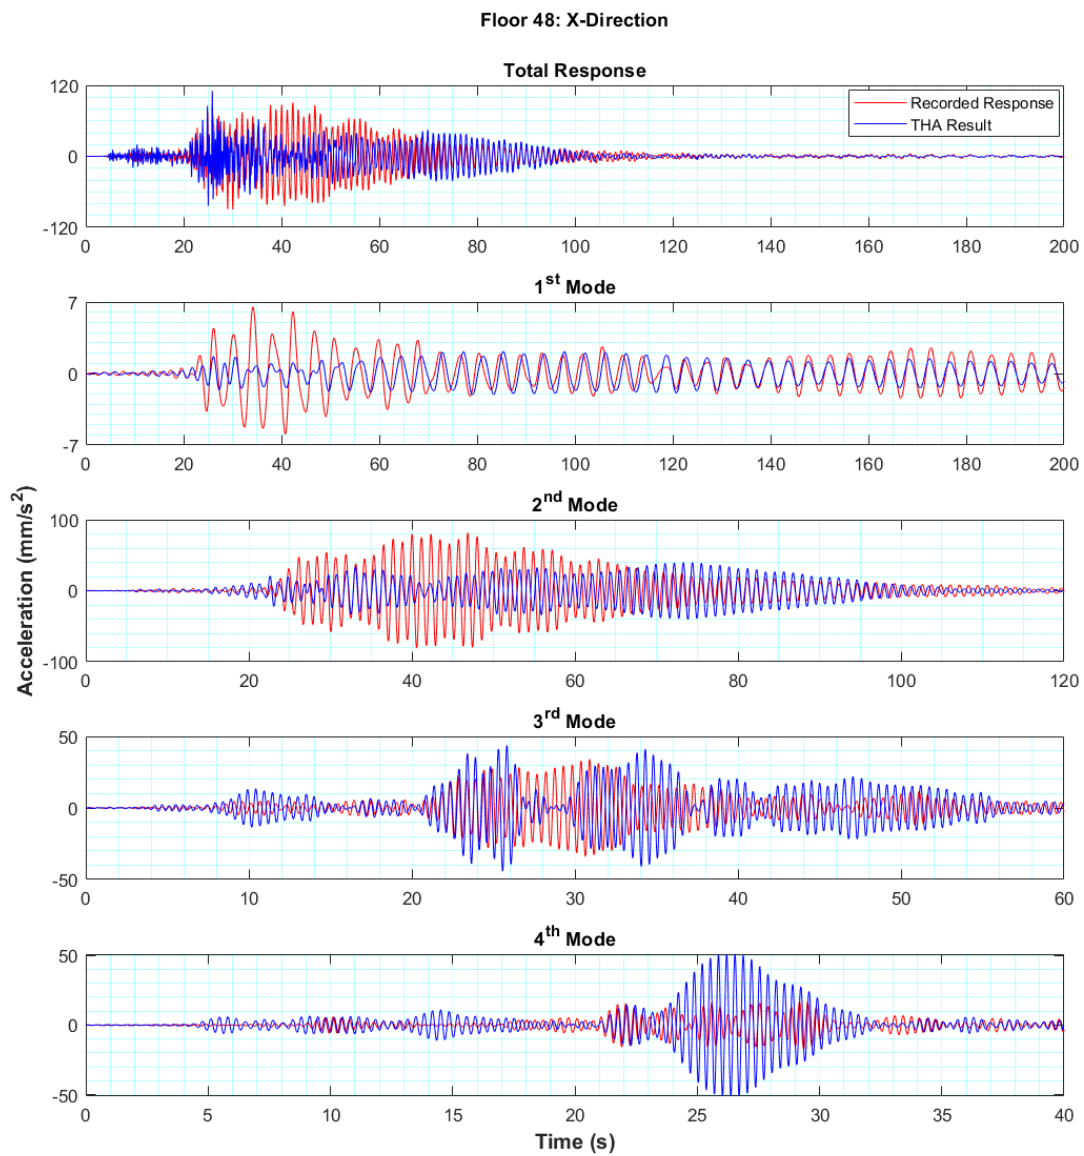 Floor 48: X-Direction
Total Response
120
0
-120
Recorded Response
THA Result
0 20 40 60 80 100 120 140 160 180 200
1st Mode
7
0
-7
0 20 40 60 80 100 120 140 160 180 200
2nd Mode
100
0
-100
0 20 40 60 80 100 120
Acceleration (mm/s²)
3rd Mode
50
0
-50
0 10 20 30 40 50 60
4th Mode
50
0
-50
0 5 10 15 20 25 30 35 40
Time (s)